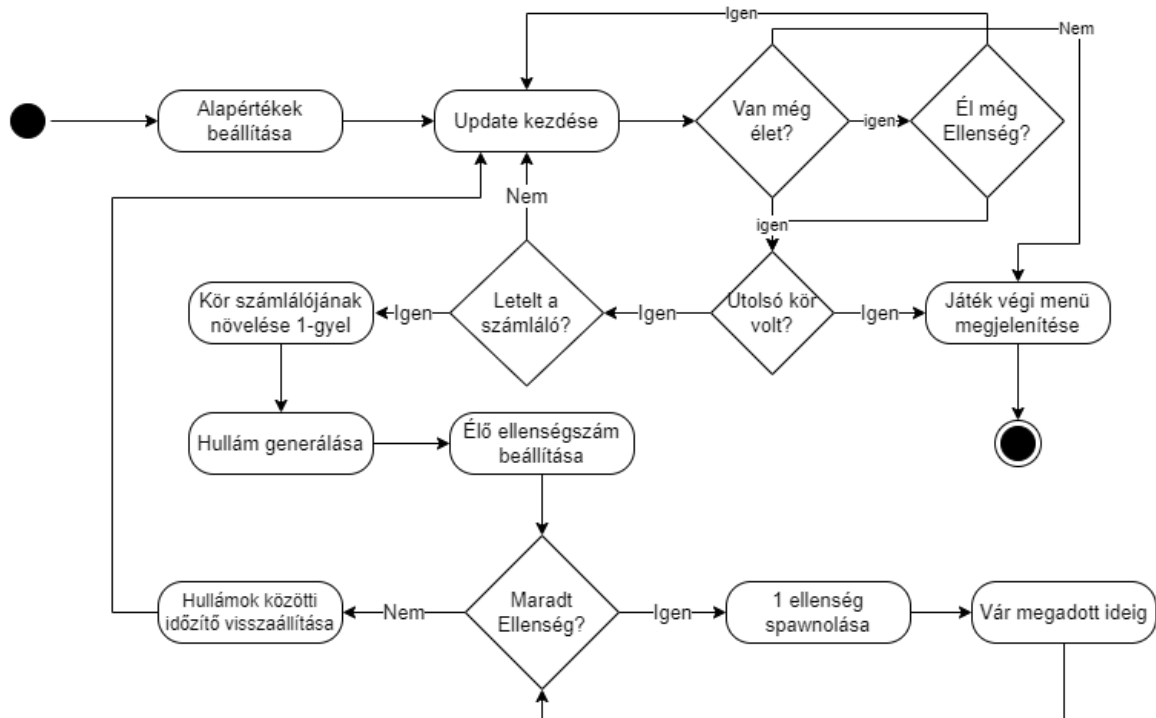 Igen
Nem
Alapértékek
beállítása
Update kezdése
Van még
élet?
igen
Él még
Ellenség?
Nem
igen
Kör számlálójának
növelése 1-gyel
Igen
Letelt a
számláló?
Igen
Utolsó kör
volt?
Igen
Játék végi menü
megjelenítése
Hullám generálása
Élő ellenségszám
beállítása
Hullámok közötti
időzítő visszaállítása
Nem
Maradt
Ellenség?
Igen
1 ellenség
spawnolása
Vár megadott ideig